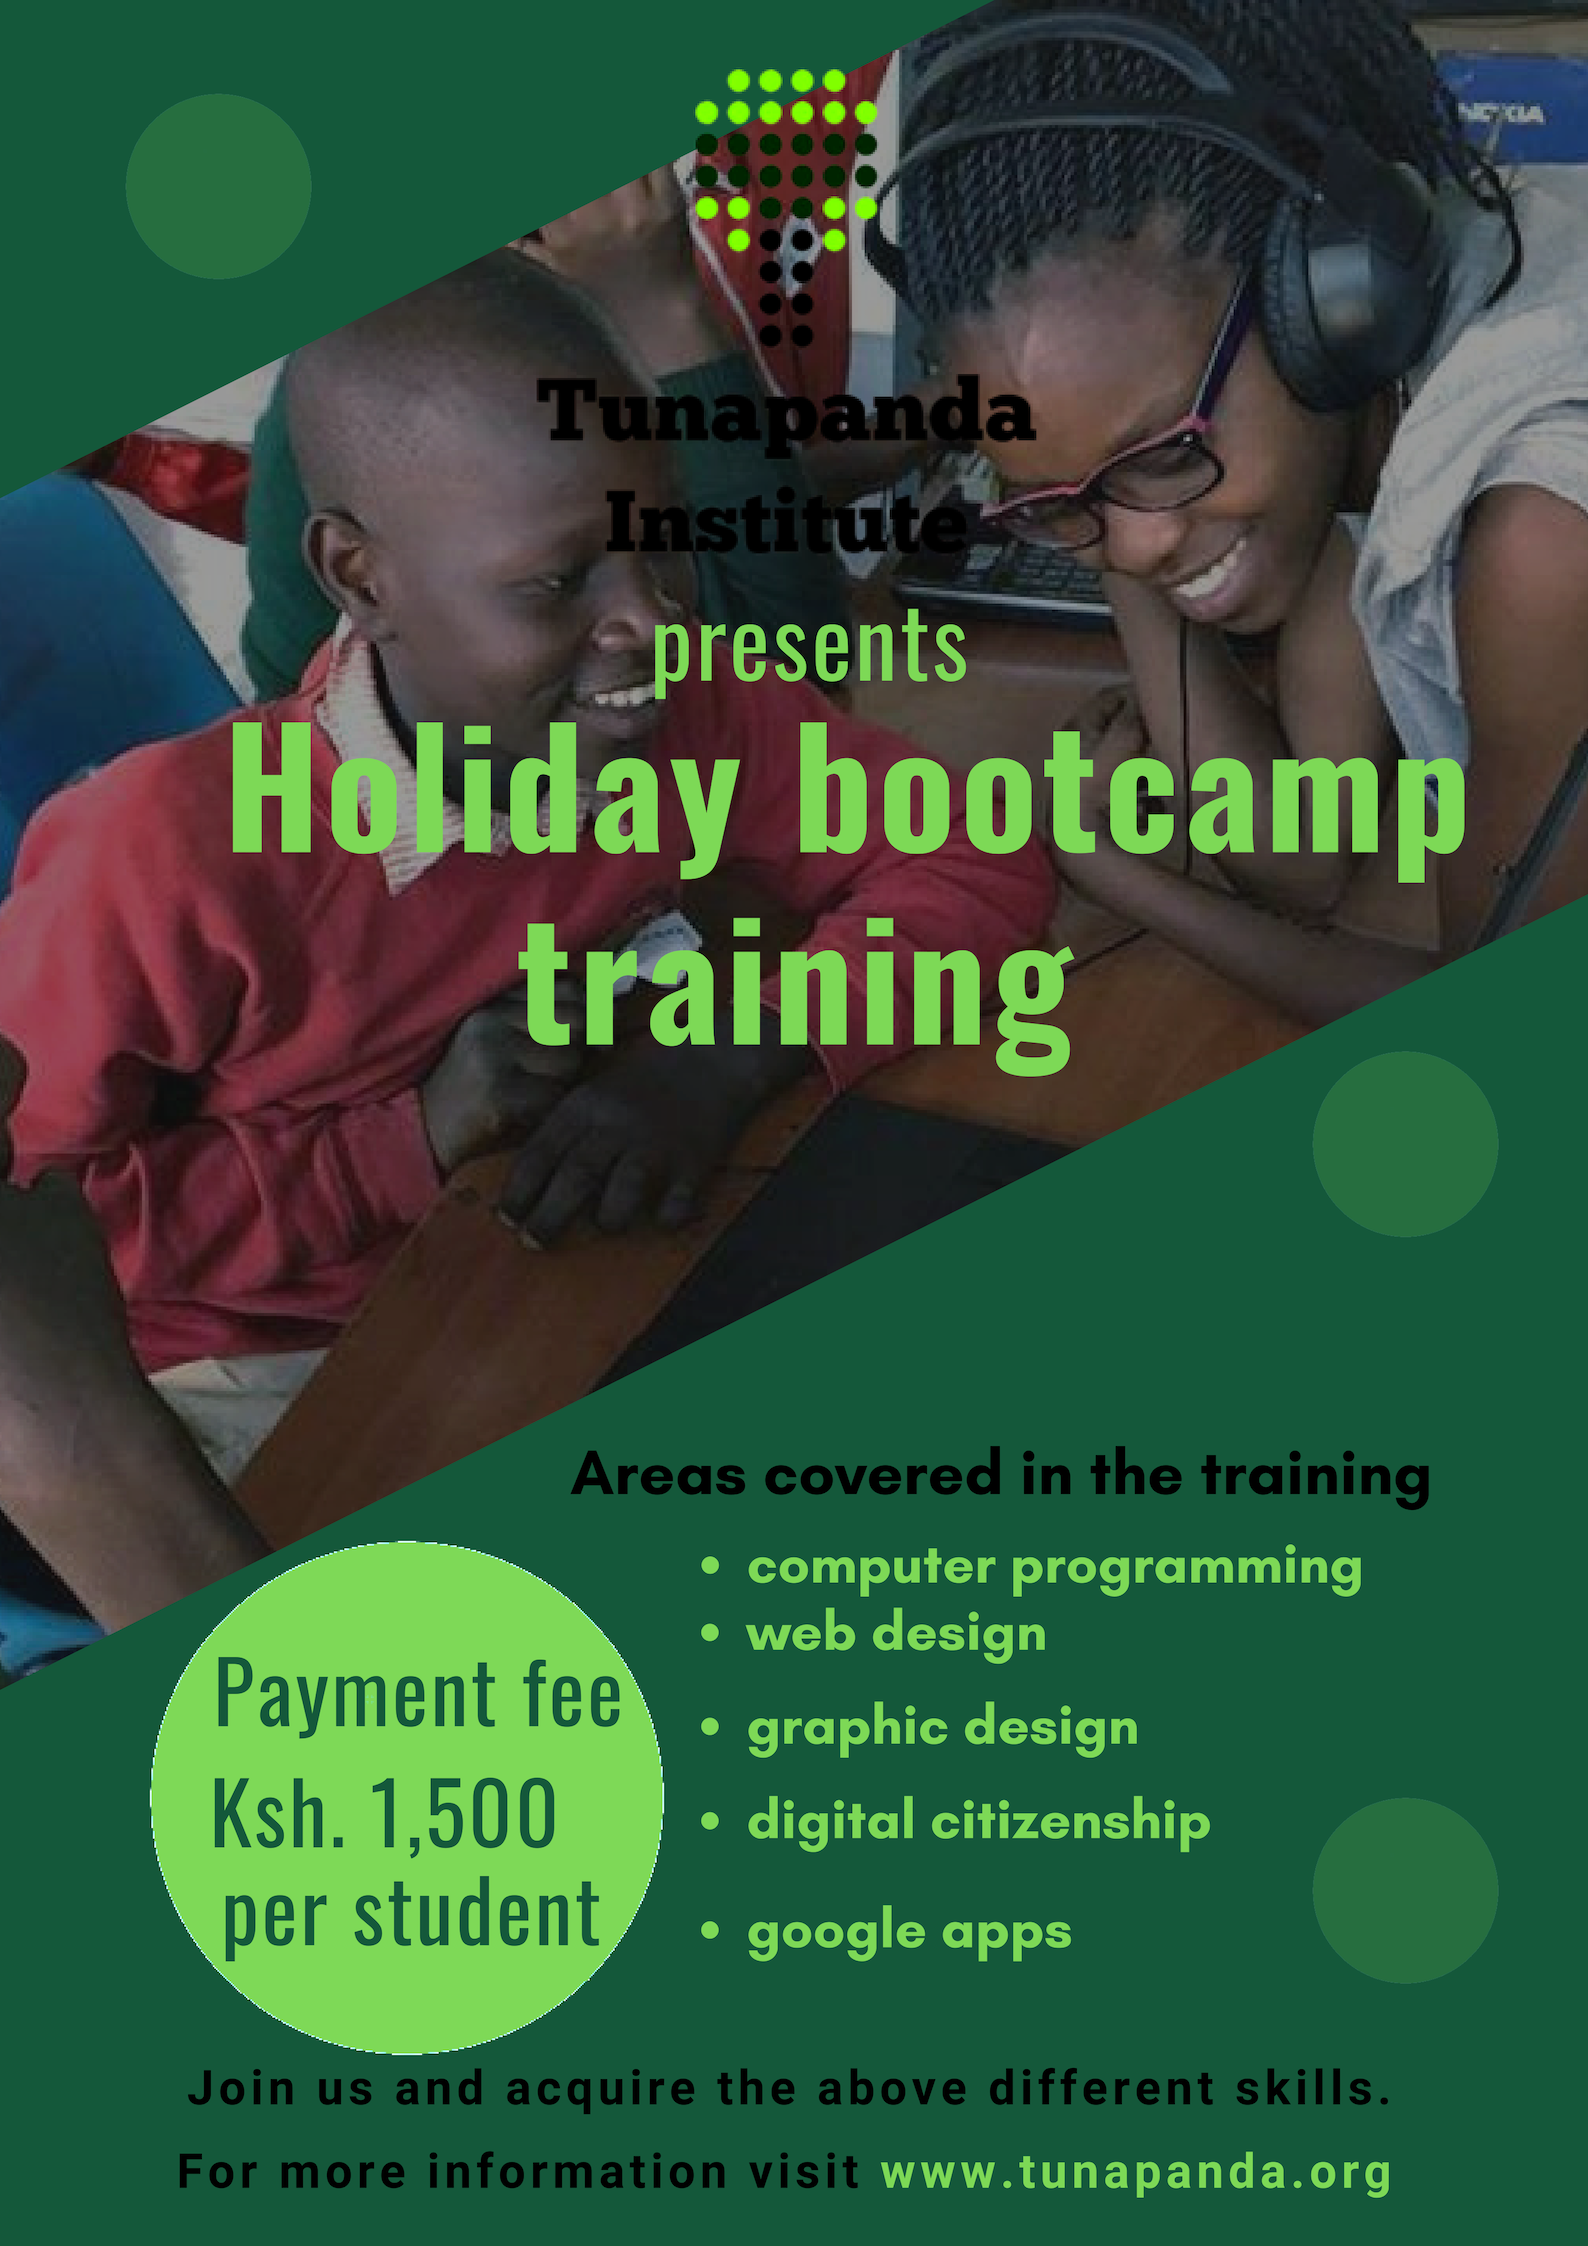 NOKIA
Tunapanda
Institute
presents
Holiday bootcamp
training
Areas covered in the training
• computer programming
• web design
• graphic design
• digital citizenship
• google apps
Payment fee
Ksh. 1,500
per student
Join us and acquire the above different skills.
For more information visit www.tunapanda.org